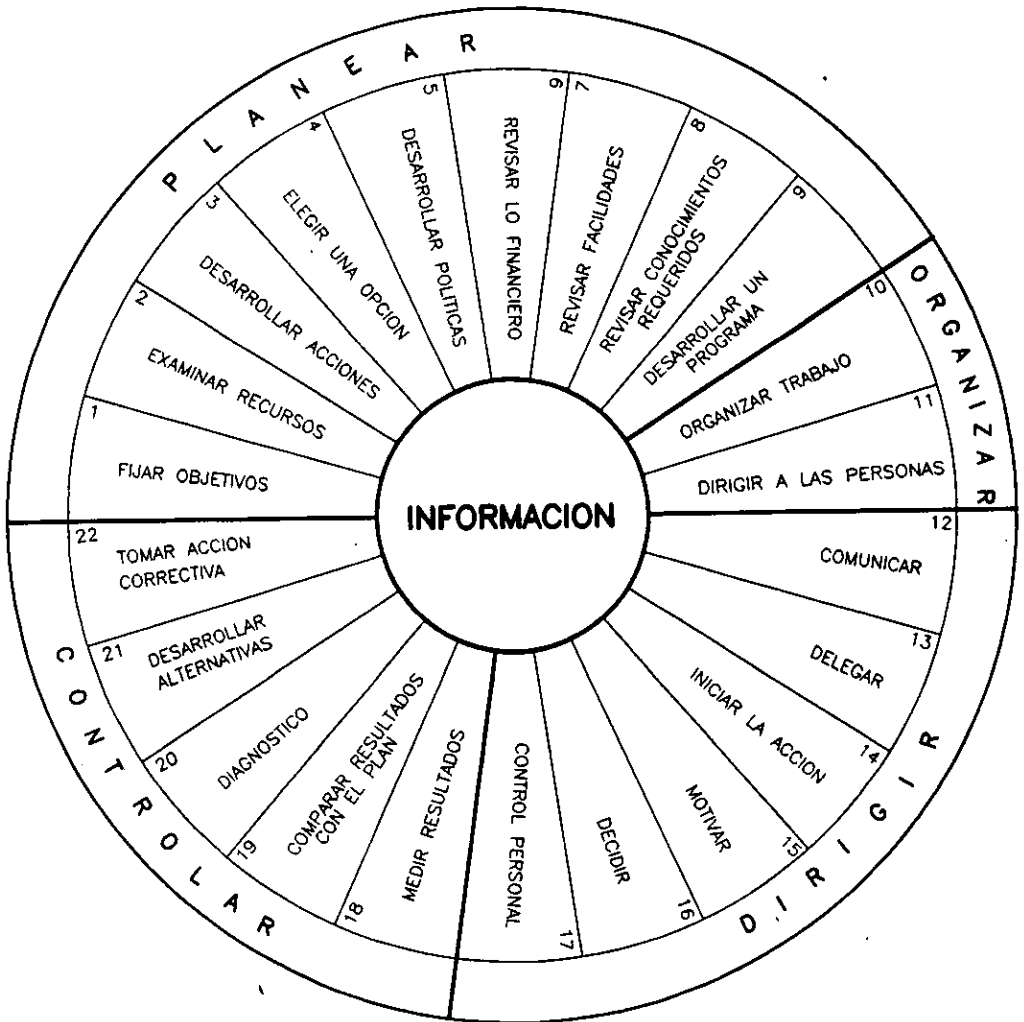 PLANEAR
1
FIJAR OBJETIVOS
2
EXAMINAR RECURSOS
3
DESARROLLAR ACCIONES
4
ELEGIR UNA OPCION
5
DESARROLLAR POLITICAS
6
REVISAR LO FINANCIERO
7
REVISAR FACILIDADES
8
REVISAR CONOCIMIENTOS
REQUERIDOS
9
DESARROLLAR UN
PROGRAMA
ORGANIZAR
10
ORGANIZAR TRABAJO
11
DIRIGIR A LAS PERSONAS
DIRIGIR
12
COMUNICAR
13
DELEGAR
14
INICIAR LA ACCION
15
MOTIVAR
16
DECIDIR
17
CONTROL PERSONAL
CONTROLAR
18
MEDIR RESULTADOS
19
COMPARAR RESULTADOS
CON EL PLAN
20
DIAGNOSTICO
21
DESARROLLAR
ALTERNATIVAS
22
TOMAR ACCION
CORRECTIVA
INFORMACION